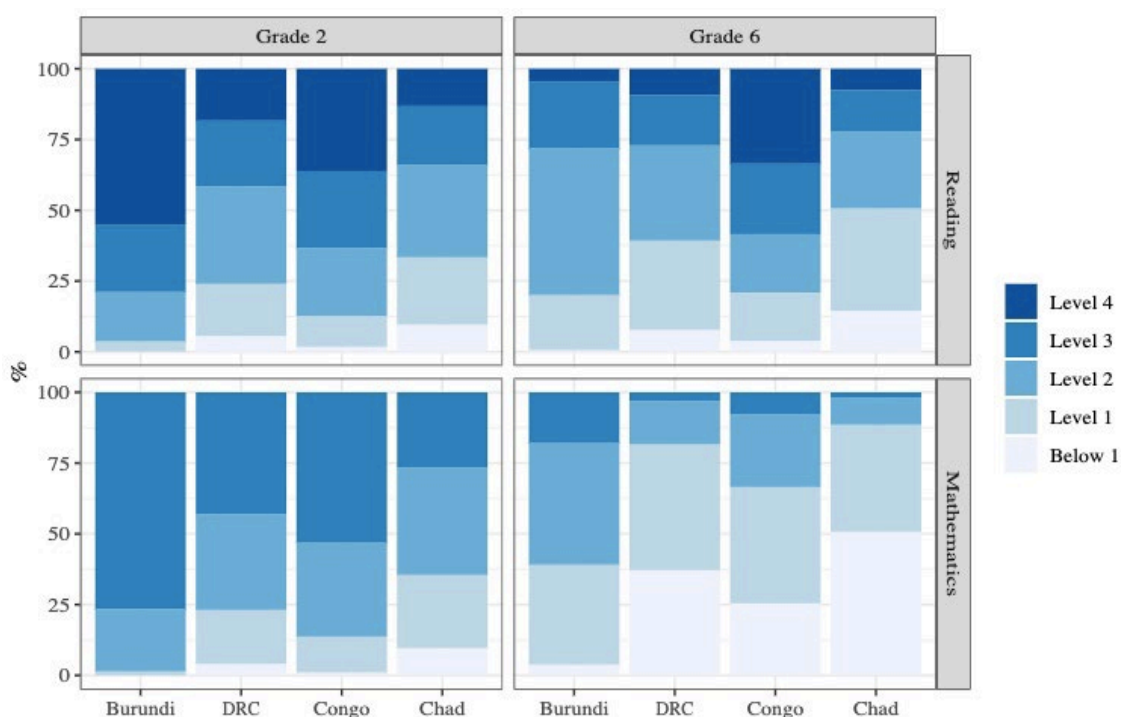 Grade 2
Grade 6
100
75
50
25
0
Reading
%
100
75
50
25
0
Mathematics
Level 4
Level 3
Level 2
Level 1
Below 1
Burundi DRC Congo Chad
Burundi DRC Congo Chad